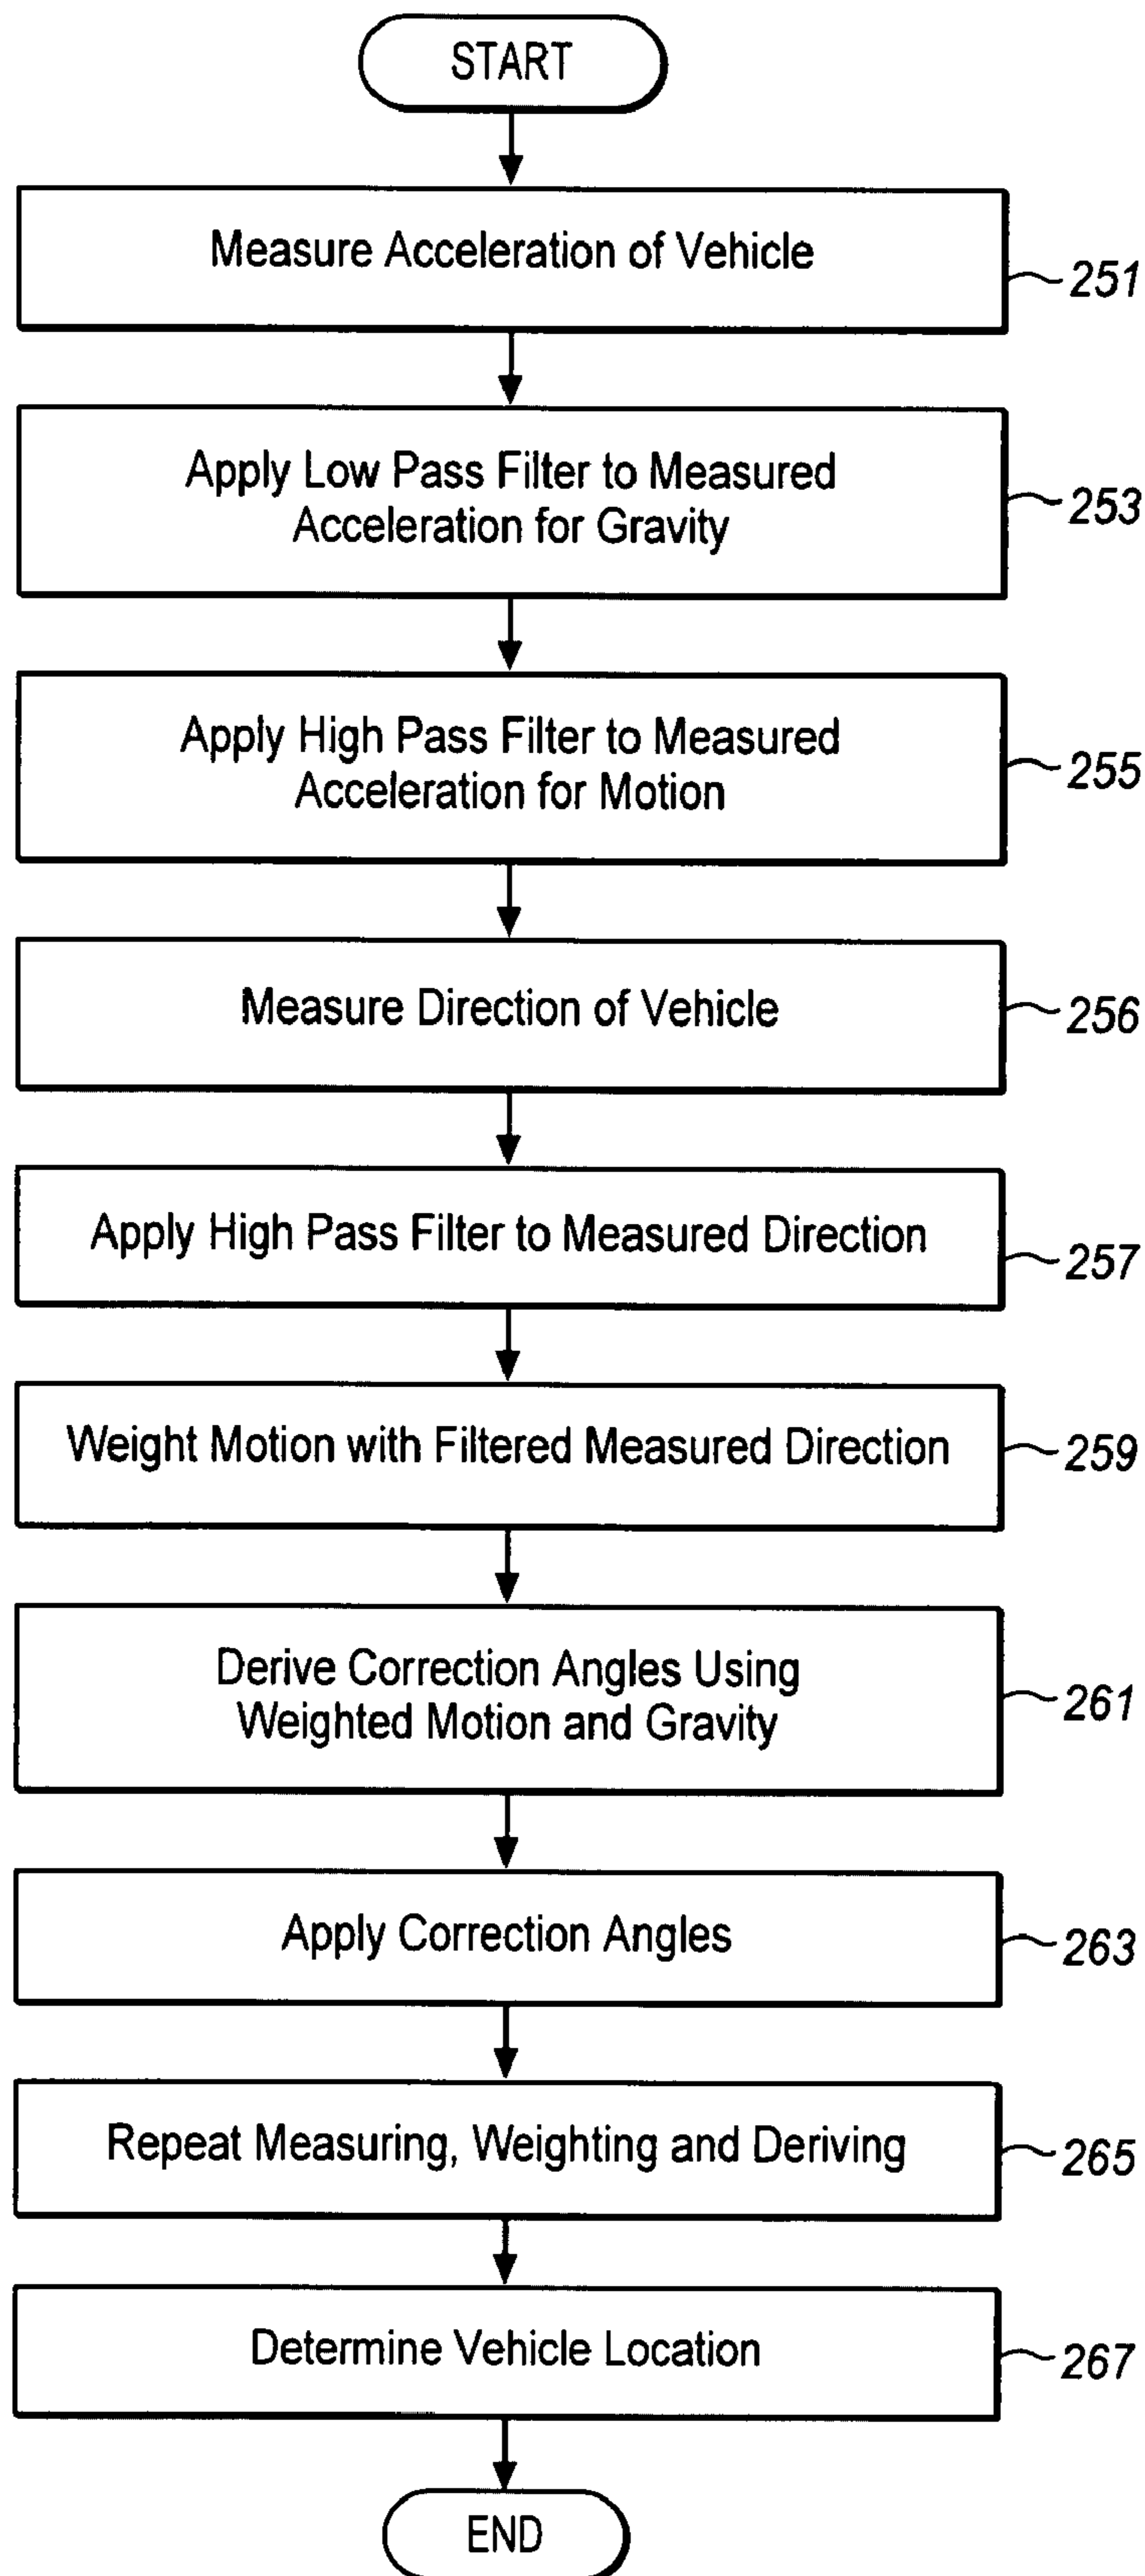 START
Measure Acceleration of Vehicle
251
Apply Low Pass Filter to Measured
Acceleration for Gravity
253
Apply High Pass Filter to Measured
Acceleration for Motion
255
Measure Direction of Vehicle
256
Apply High Pass Filter to Measured Direction
257
Weight Motion with Filtered Measured Direction
259
Derive Correction Angles Using
Weighted Motion and Gravity
261
Apply Correction Angles
263
Repeat Measuring, Weighting and Deriving
265
Determine Vehicle Location
267
END